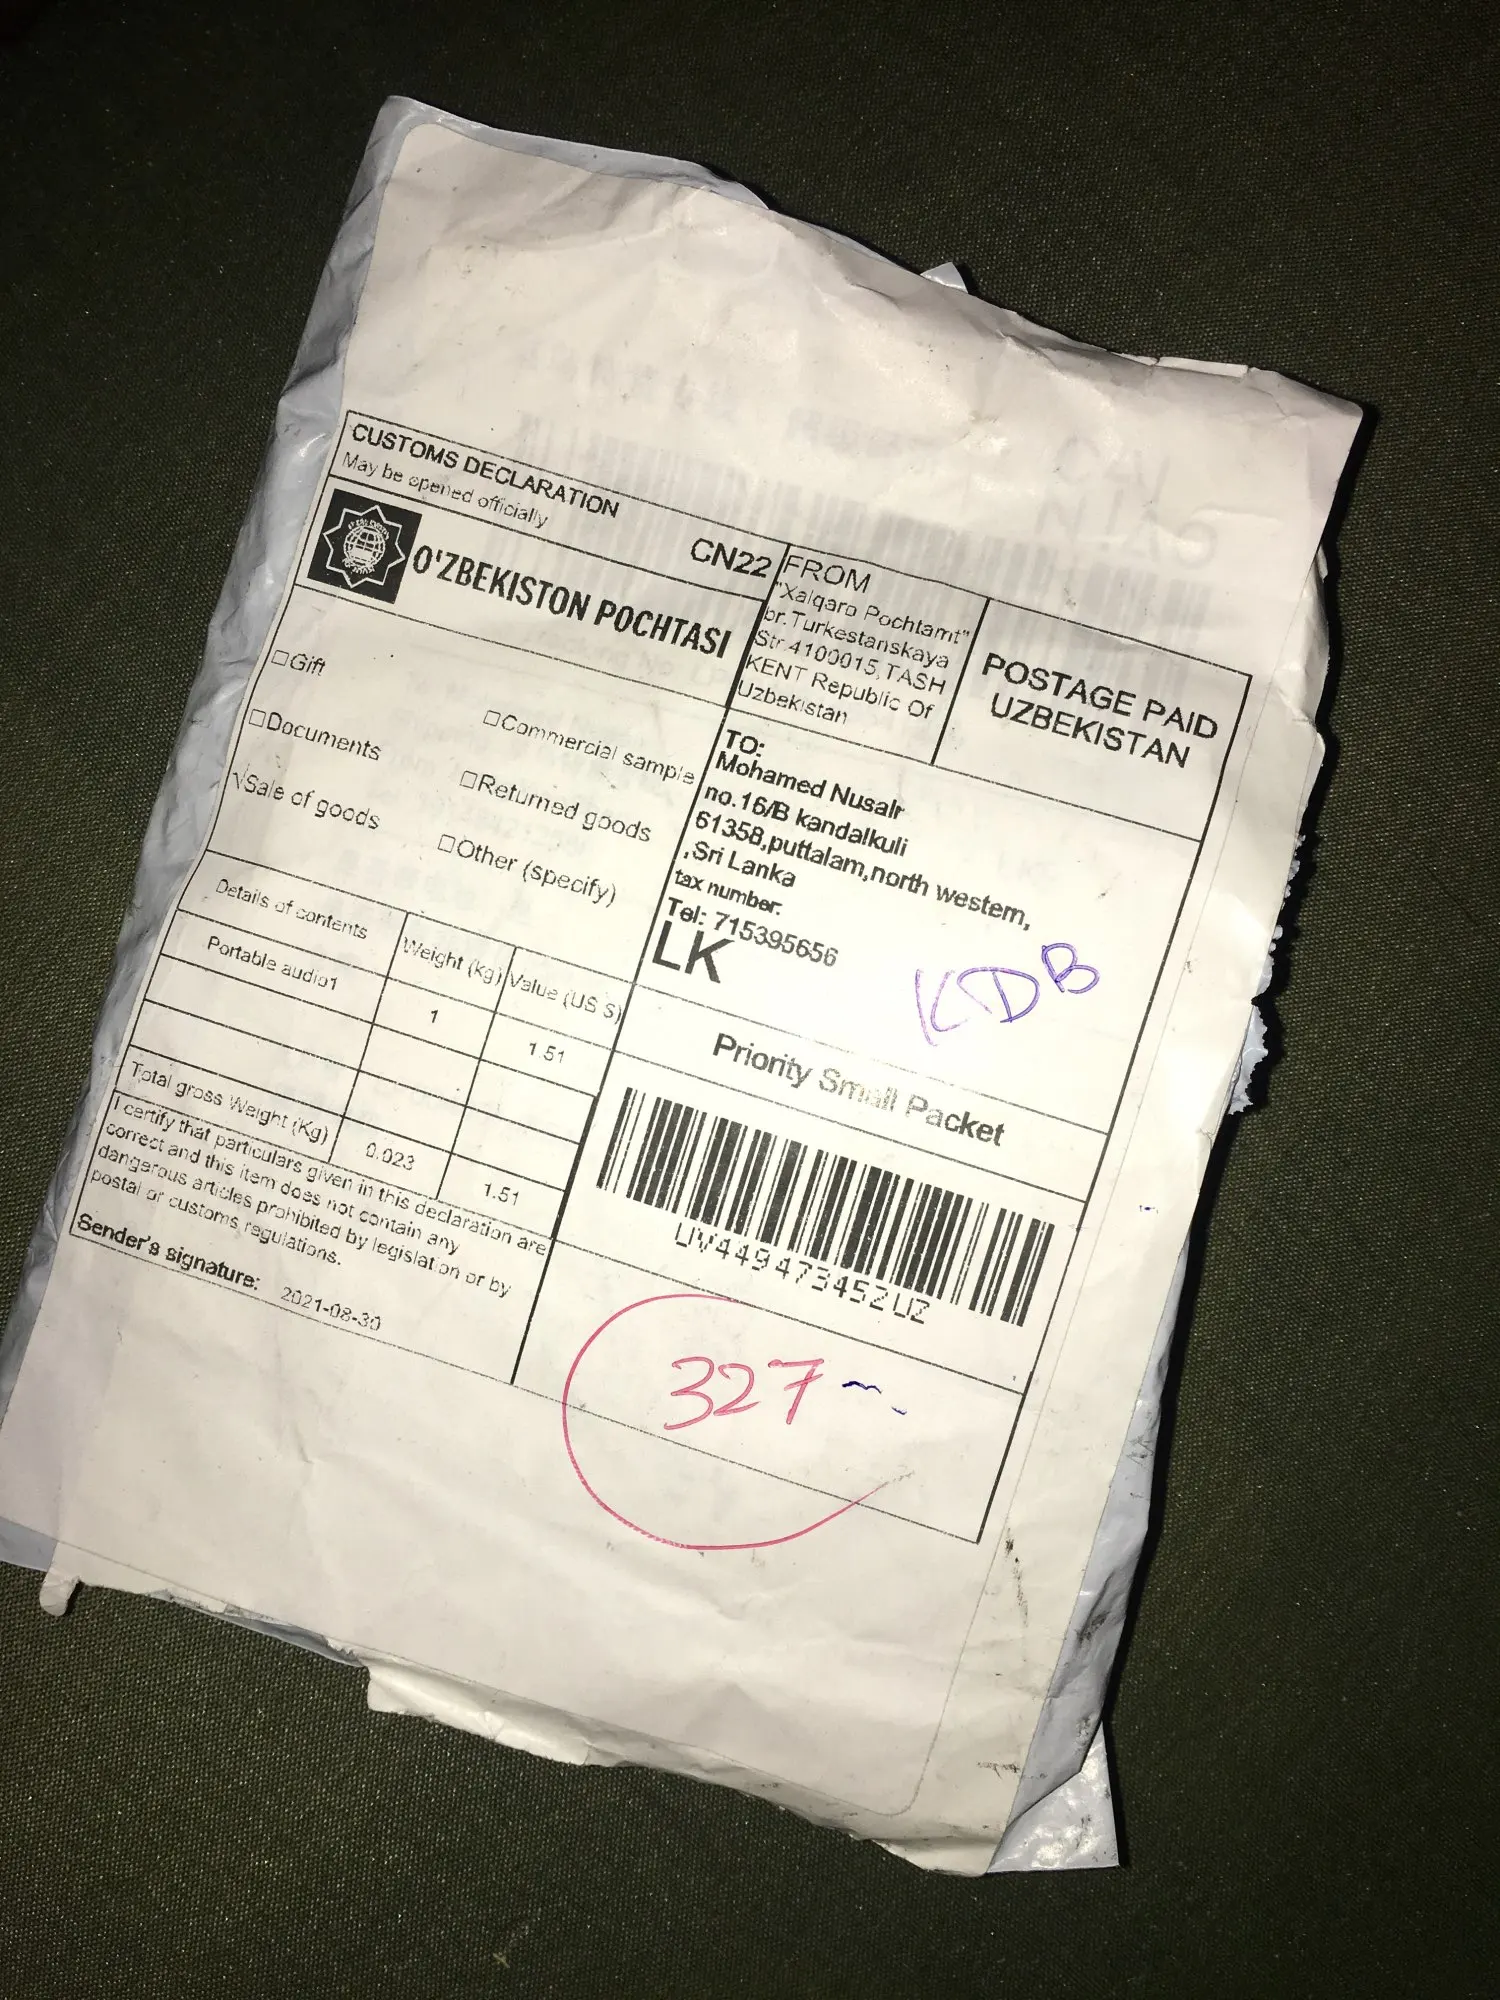 CUSTOMS DECLARATION
May be opened officially
CN22
O'ZBEKISTON POCHTASI
FROM
"Xalqaro Pochtamt"
br.Turkestanskaya
Str.4100015,TASH
KENT Republic Of
Uzbekistan
POSTAGE PAID
UZBEKISTAN
□Gift
□Documents
□Commercial sample
√Sale of goods
□Returned goods
□Other (specify)
TO:
Mohamed Nusair
no.16/B kandalkuli
61358,puttalam,north western,
,Sri Lanka
tax number:
Tel: 715395656
LK
KDB
Details of contents
Weight (kg)
Value (US $)
Portable audio1
1
1.51
Total gross Weight (Kg)
0.023
1.51
I certify that particulars given in this declaration are
correct and this item does not contain any
dangerous articles prohibited by legislation or by
postal or customs regulations.
Sender's signature: 2021-08-30
Priority Small Packet
UV449473452UZ
327